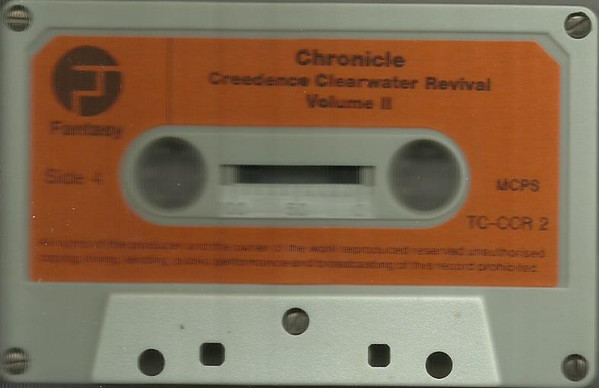 Chronicle
Creedence Clearwater Revival
Volume II
Fantasy
Side 4
MCPS
TC-CCR 2
All rights of the producer and the owner of the work reproduced reserved unauthorised
copying, hiring, lending, public performance and broadcasting of this record prohibited